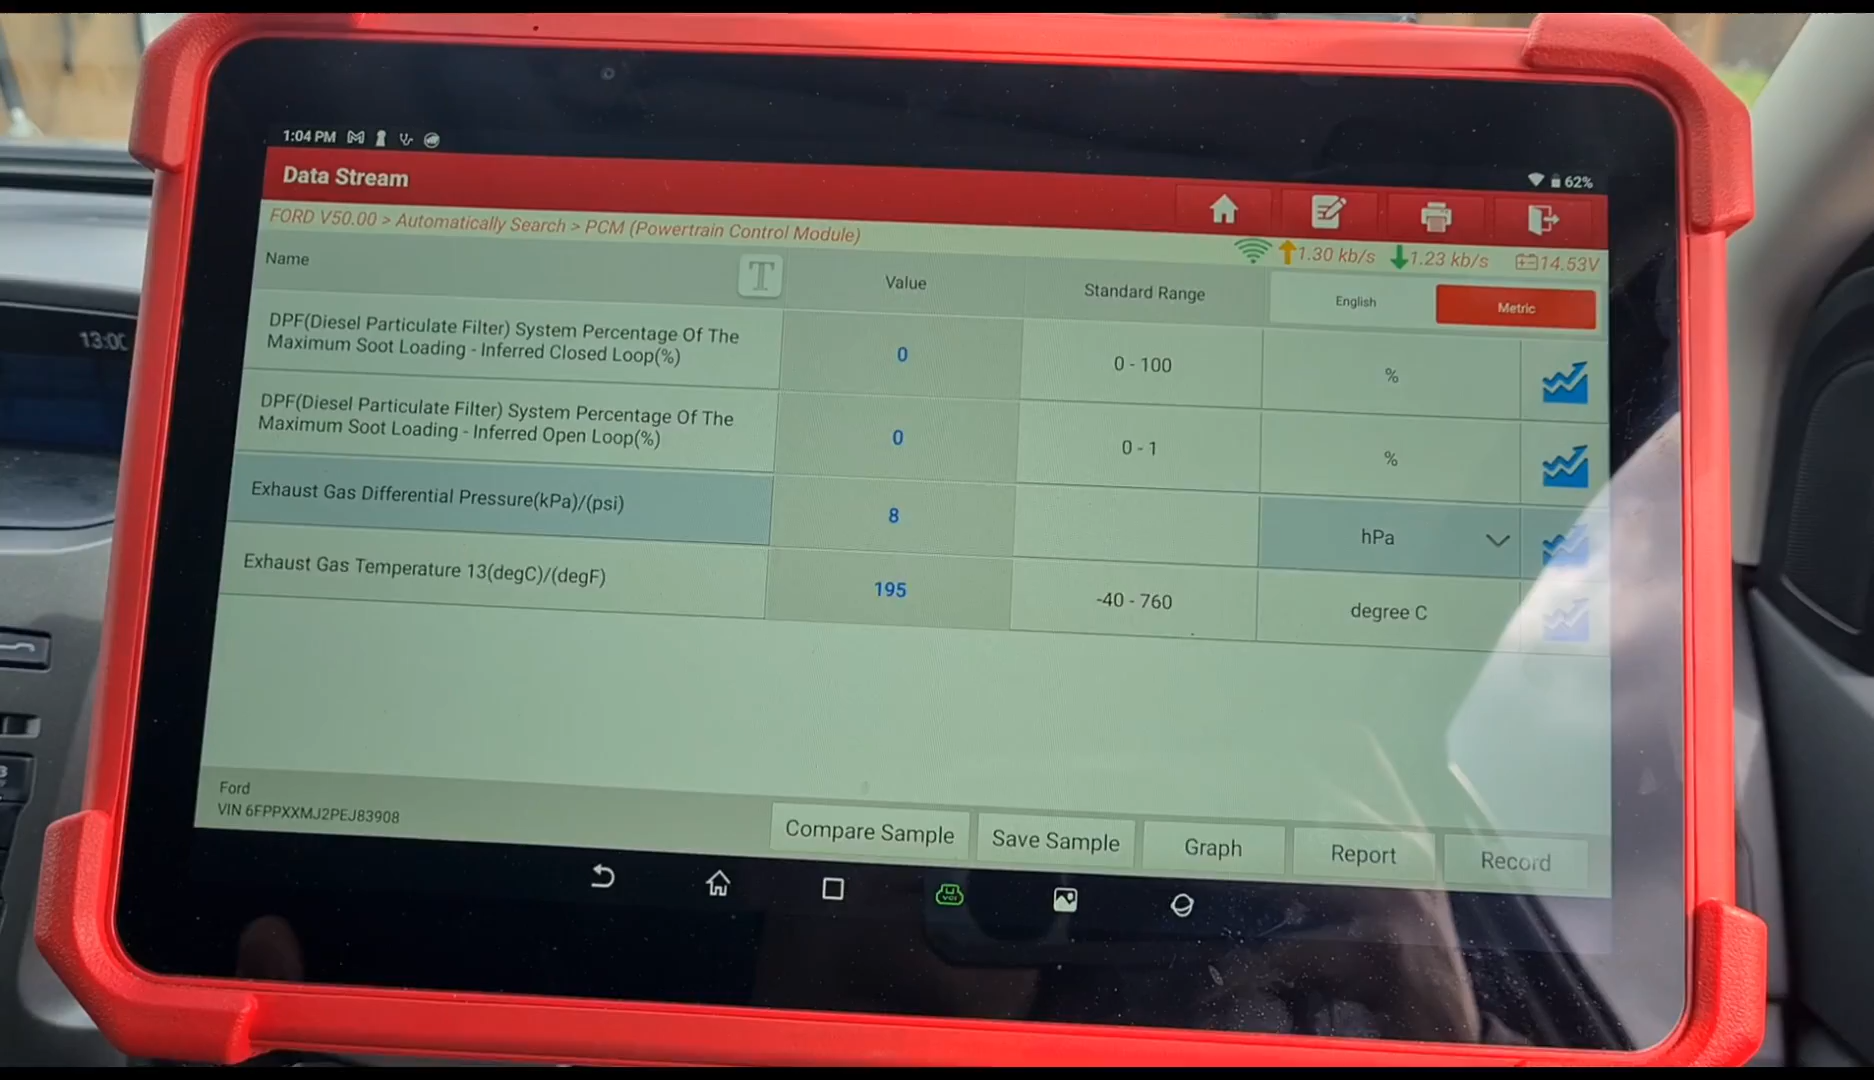 1:04 PM
62%
Data Stream
FORD V50.00 > Automatically Search > PCM (Powertrain Control Module)
1.30 kb/s 1.23 kb/s 14.53V
Name T Value Standard Range English Metric
DPF(Diesel Particulate Filter) System Percentage Of The
Maximum Soot Loading - Inferred Closed Loop(%)
0 0 - 100 %
DPF(Diesel Particulate Filter) System Percentage Of The
Maximum Soot Loading - Inferred Open Loop(%)
0 0 - 1 %
Exhaust Gas Differential Pressure(kPa)/(psi) 8 hPa
Exhaust Gas Temperature 13(degC)/(degF) 195 -40 - 760 degree C
Ford
VIN 6FPPXXMJ2PEJ83908
Compare Sample Save Sample Graph Report Record
VCI